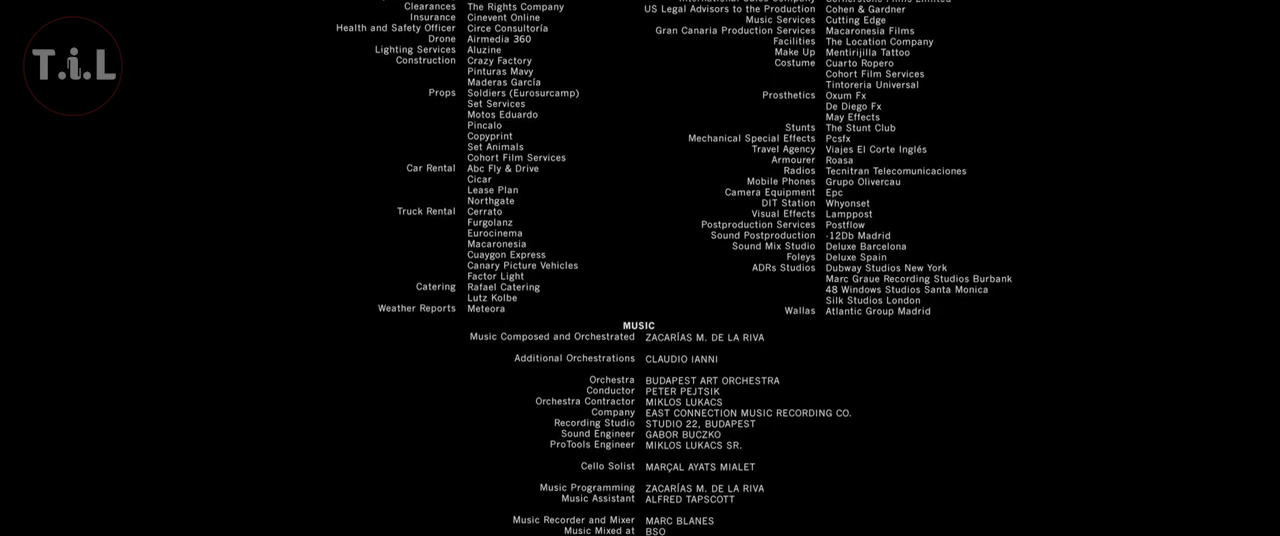 T.i.L
Clearances The Rights Company
Insurance Cinevent Online
Health and Safety Officer Circe Consultoría
Drone Airmedia 360
Lighting Services Aluzine
Construction Crazy Factory
Pinturas Mavy
Maderas García
Props Soldiers (Eurosurcamp)
Set Services
Motos Eduardo
Pincalo
Copyprint
Set Animals
Cohort Film Services
Car Rental Abc Fly & Drive
Cicar
Lease Plan
Northgate
Truck Rental Cerrato
Furgolanz
Eurocinema
Macaronesia
Cuaygon Express
Canary Picture Vehicles
Factor Light
Catering Rafael Catering
Lutz Kolbe
Weather Reports Meteora
US Legal Advisors to the Production Cohen & Gardner
Music Services Cutting Edge
Gran Canaria Production Services Macaronesia Films
Facilities The Location Company
Make Up Mentirijilla Tattoo
Costume Cuarto Ropero
Cohort Film Services
Tintoreria Universal
Prosthetics Oxum Fx
De Diego Fx
May Effects
Stunts The Stunt Club
Mechanical Special Effects Pcsfx
Travel Agency Viajes El Corte Inglés
Armourer Roasa
Radios Tecnitran Telecomunicaciones
Mobile Phones Grupo Olivercau
Camera Equipment Epc
DIT Station Whyonset
Visual Effects Lamppost
Postproduction Services Postflow
Sound Postproduction -12Db Madrid
Sound Mix Studio Deluxe Barcelona
Foleys Deluxe Spain
ADRs Studios Dubway Studios New York
Marc Graue Recording Studios Burbank
48 Windows Studios Santa Monica
Silk Studios London
Wallas Atlantic Group Madrid
MUSIC
Music Composed and Orchestrated ZACARÍAS M. DE LA RIVA
Additional Orchestrations CLAUDIO IANNI
Orchestra BUDAPEST ART ORCHESTRA
Conductor PETER PEJTSIK
Orchestra Contractor MIKLOS LUKACS
Company EAST CONNECTION MUSIC RECORDING CO.
Recording Studio STUDIO 22, BUDAPEST
Sound Engineer GABOR BUCZKO
ProTools Engineer MIKLOS LUKACS SR.
Cello Solist MARÇAL AYATS MIALET
Music Programming ZACARÍAS M. DE LA RIVA
Music Assistant ALFRED TAPSCOTT
Music Recorder and Mixer MARC BLANES
Music Mixed at BSO